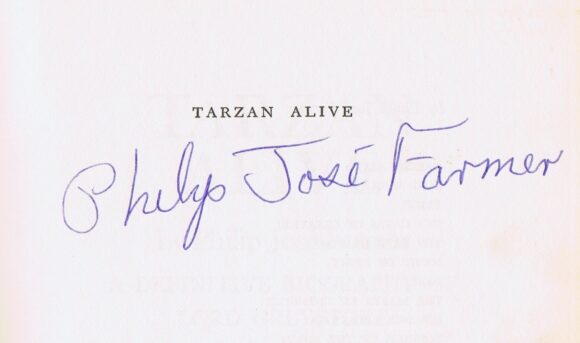 TARZAN ALIVE
Philip José Farmer